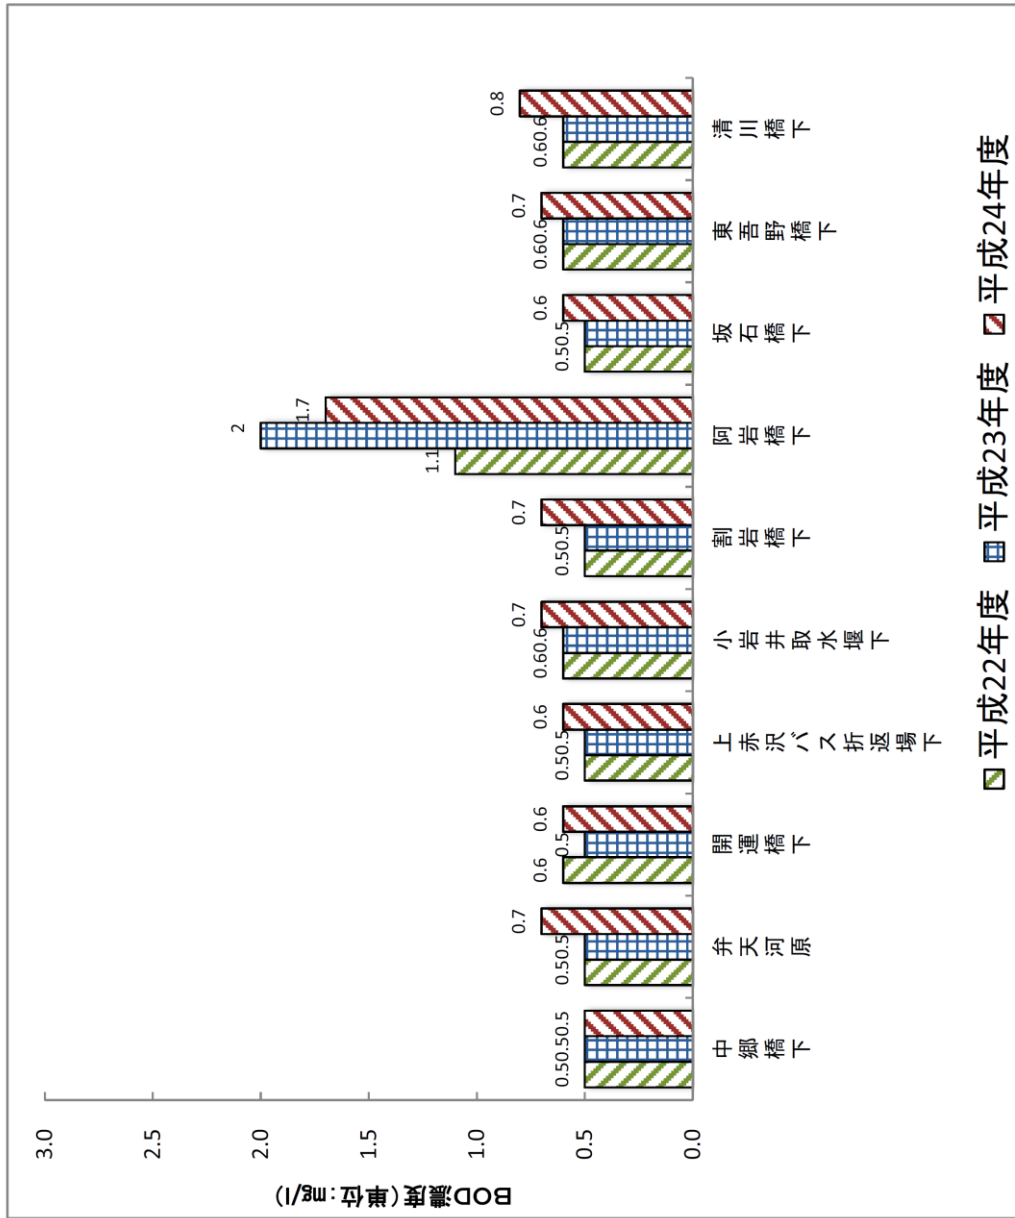 BOD濃度(単位:mg/l)
3.0
2.5
2.0
1.5
1.0
0.5
0.0
0.5 0.5 0.5
0.5 0.5 0.7
0.6 0.5 0.6
0.5 0.5 0.6
0.6 0.6 0.7
0.5 0.5 0.7
1.1 2 1.7
0.5 0.5 0.6
0.6 0.6 0.7
0.6 0.6 0.8
中郷橋下
弁天河原
開運橋下
上赤沢バス折返場下
小岩井取水堰下
割岩橋下
阿岩橋下
坂石橋下
東吾野橋下
清川橋下
平成22年度 平成23年度 平成24年度